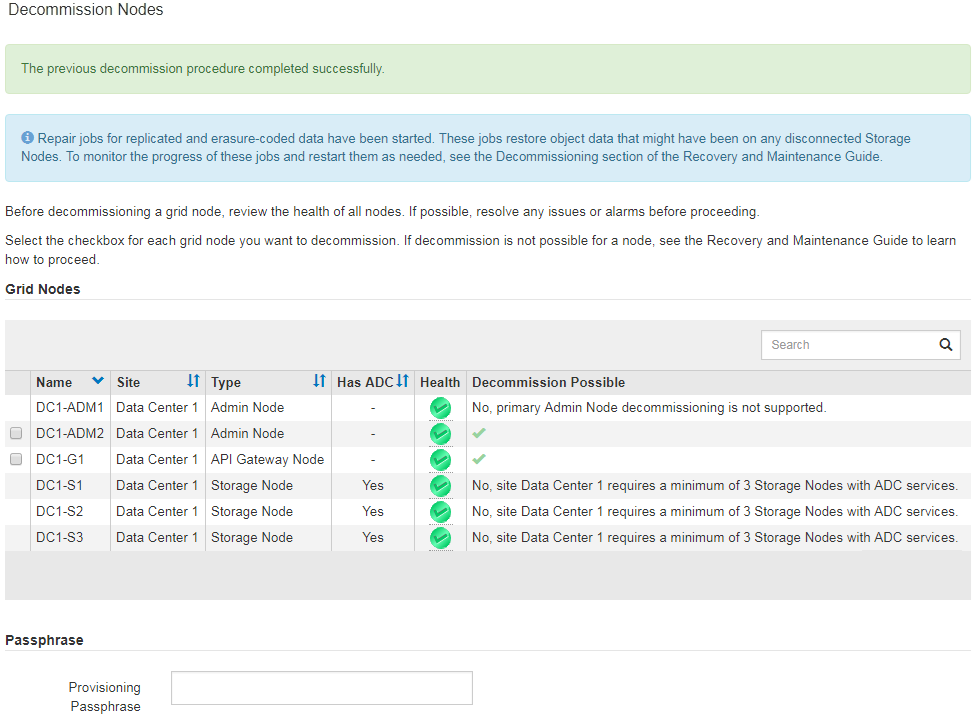 Decommission Nodes
The previous decommission procedure completed successfully.
Repair jobs for replicated and erasure-coded data have been started. These jobs restore object data that might have been on any disconnected Storage
Nodes. To monitor the progress of these jobs and restart them as needed, see the Decommissioning section of the Recovery and Maintenance Guide.
Before decommissioning a grid node, review the health of all nodes. If possible, resolve any issues or alarms before proceeding.
Select the checkbox for each grid node you want to decommission. If decommission is not possible for a node, see the Recovery and Maintenance Guide to learn
how to proceed.
Grid Nodes
Search
Name Site Type Has ADC Health Decommission Possible
DC1-ADM1 Data Center 1 Admin Node - No, primary Admin Node decommissioning is not supported.
DC1-ADM2 Data Center 1 Admin Node -
DC1-G1 Data Center 1 API Gateway Node -
DC1-S1 Data Center 1 Storage Node Yes No, site Data Center 1 requires a minimum of 3 Storage Nodes with ADC services.
DC1-S2 Data Center 1 Storage Node Yes No, site Data Center 1 requires a minimum of 3 Storage Nodes with ADC services.
DC1-S3 Data Center 1 Storage Node Yes No, site Data Center 1 requires a minimum of 3 Storage Nodes with ADC services.
Passphrase
Provisioning
Passphrase